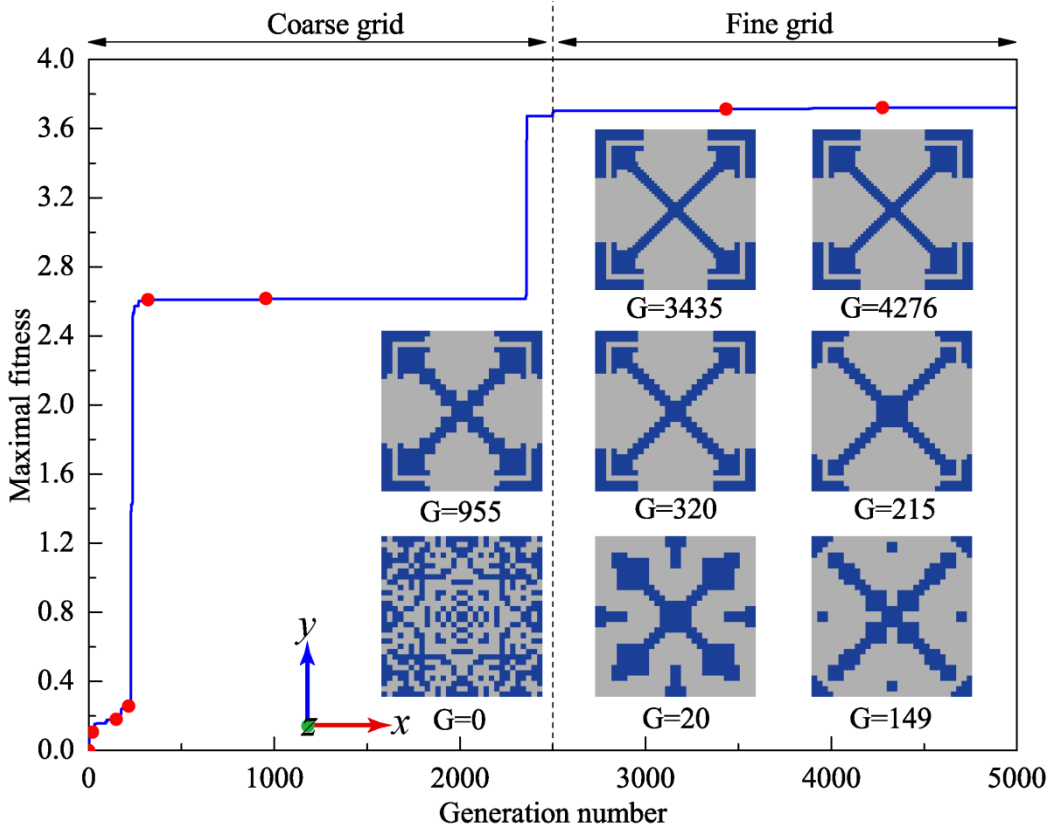 Coarse grid
Fine grid
4.0
3.6
3.2
2.8
2.4
2.0
1.6
1.2
0.8
0.4
0.0
Maximal fitness
G=3435
G=4276
G=955
G=320
G=215
G=0
G=20
G=149
y
z
x
0
1000
2000
3000
4000
5000
Generation number